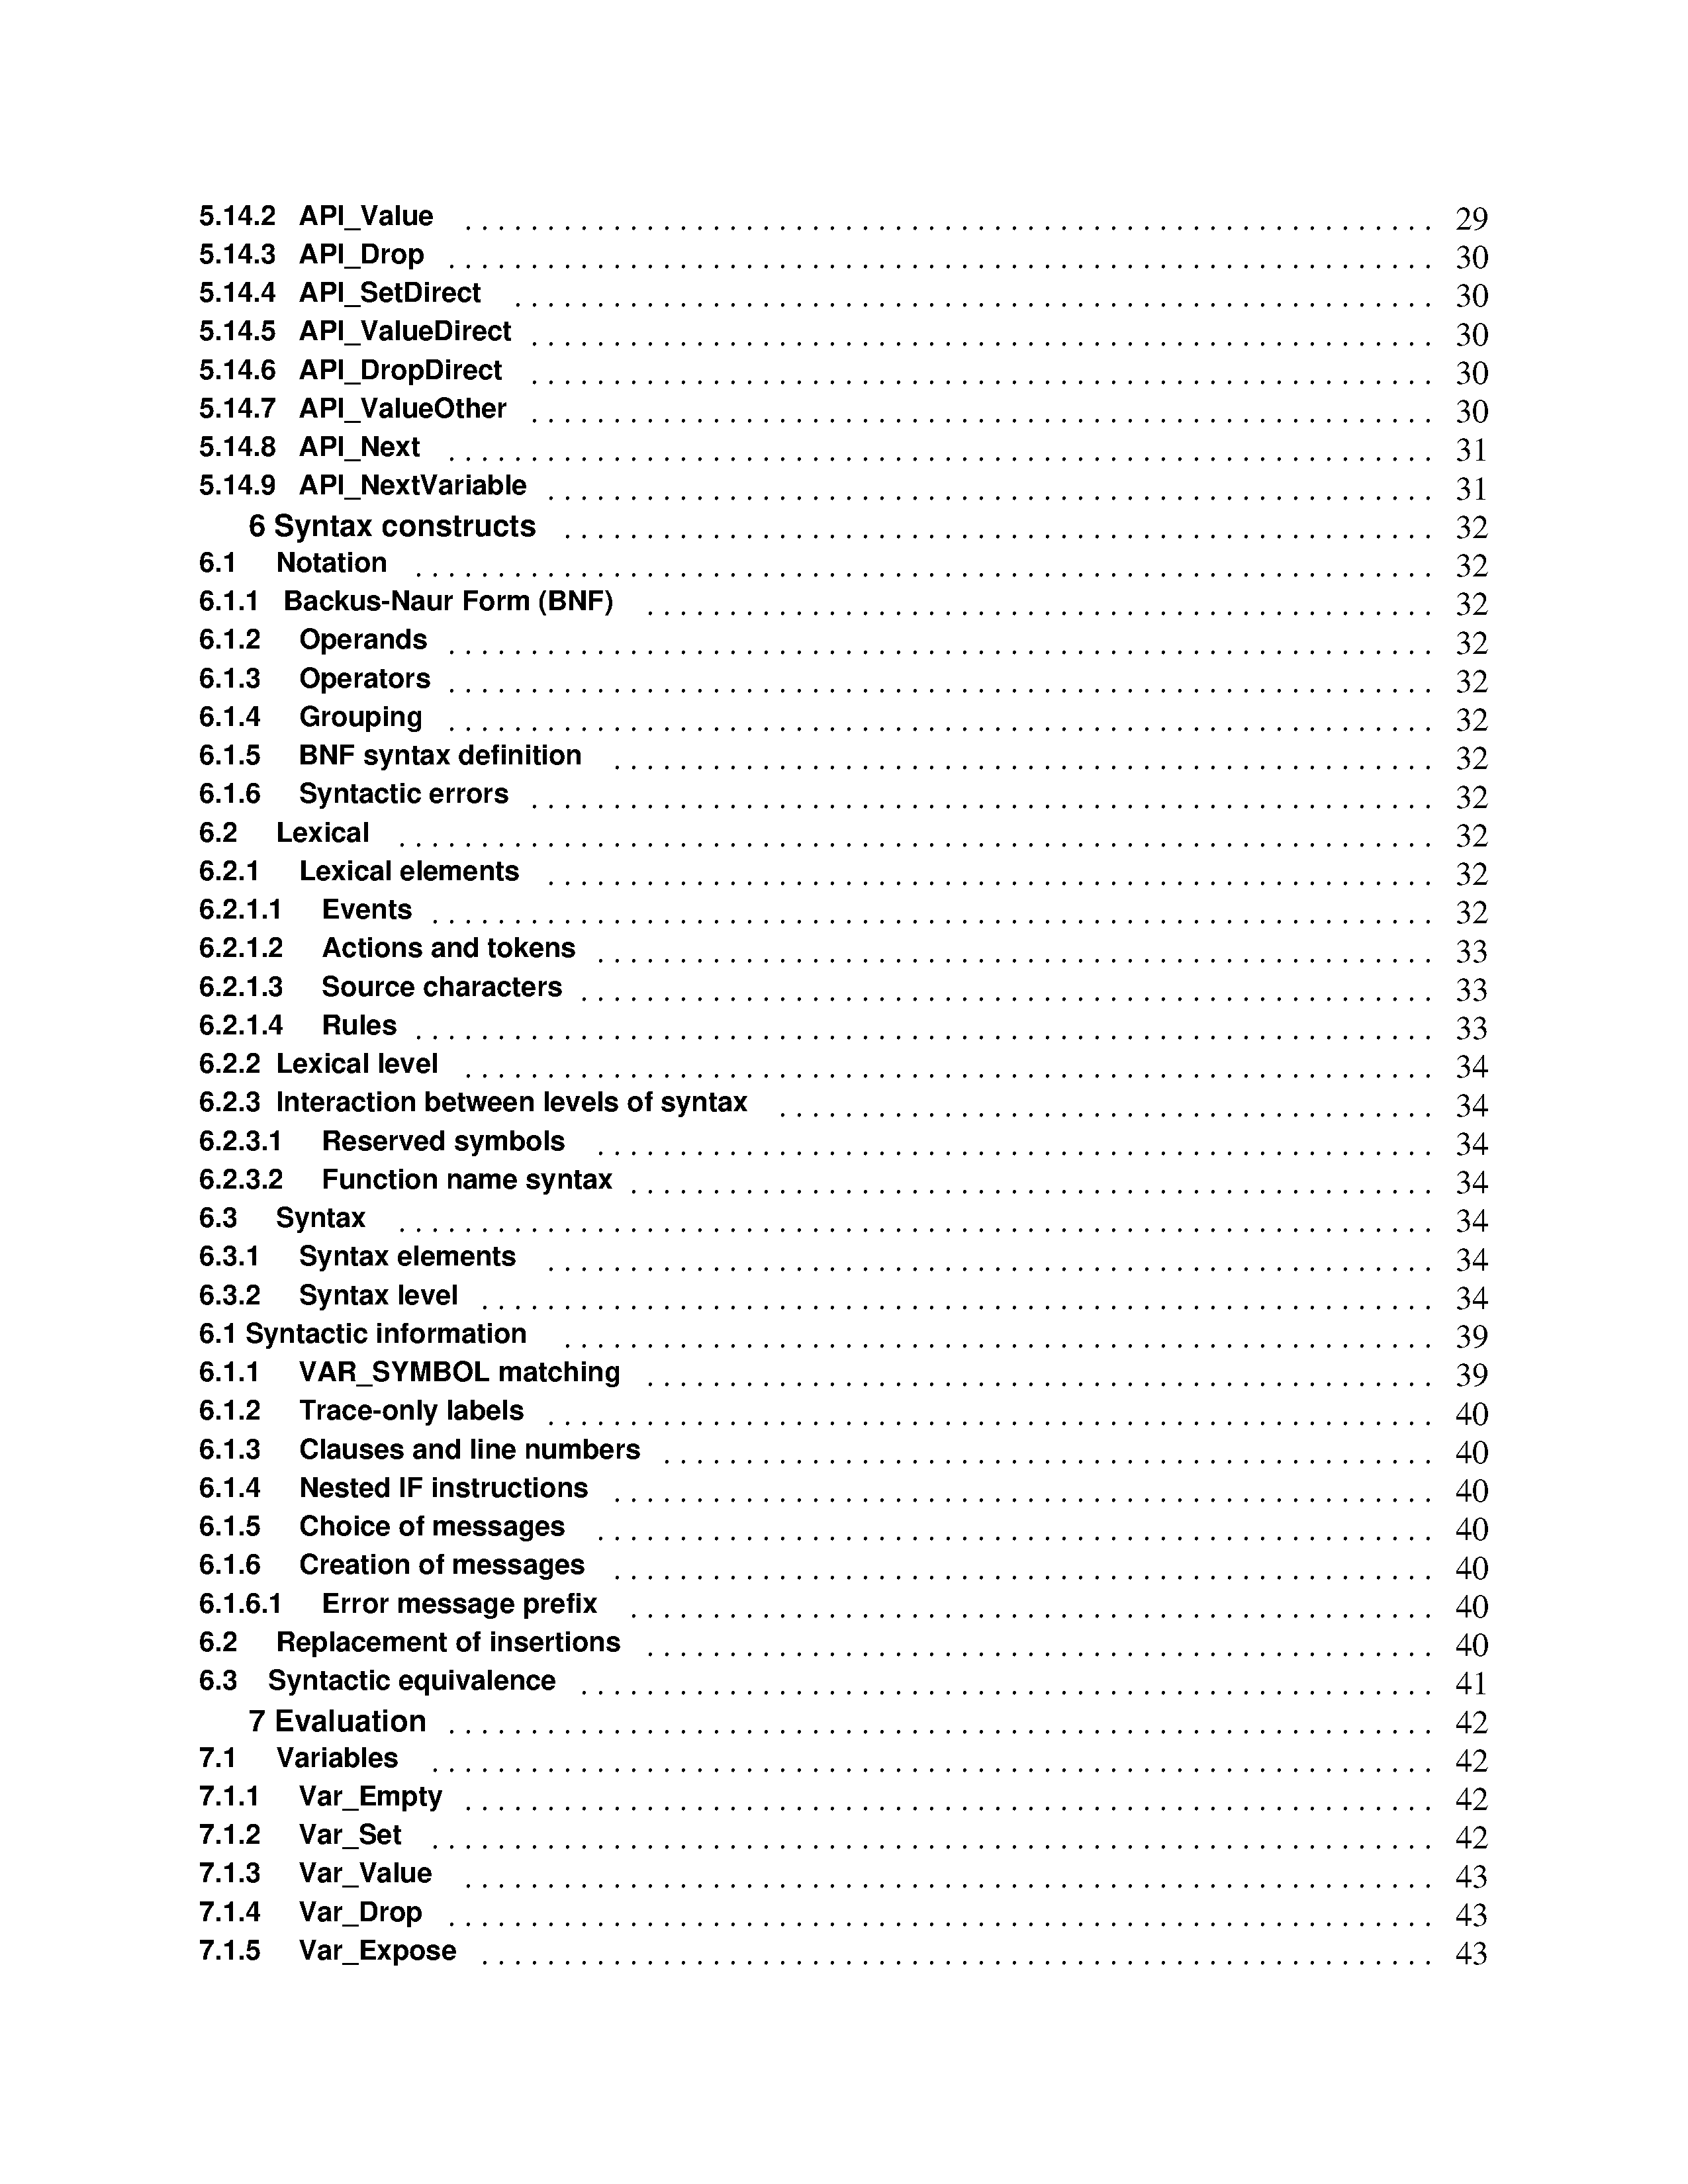 5.14.2 API_Value . . . . . . . . . . . . . . . . . . . . . . . . . . . . . . 29
5.14.3 API_Drop . . . . . . . . . . . . . . . . . . . . . . . . . . . . . . 30
5.14.4 API_SetDirect . . . . . . . . . . . . . . . . . . . . . . . . . . . . . . 30
5.14.5 API_ValueDirect . . . . . . . . . . . . . . . . . . . . . . . . . . . . . . 30
5.14.6 API_DropDirect . . . . . . . . . . . . . . . . . . . . . . . . . . . . . . 30
5.14.7 API_ValueOther . . . . . . . . . . . . . . . . . . . . . . . . . . . . . . 30
5.14.8 API_Next . . . . . . . . . . . . . . . . . . . . . . . . . . . . . . 31
5.14.9 API_NextVariable . . . . . . . . . . . . . . . . . . . . . . . . . . . . . . 31
6 Syntax constructs . . . . . . . . . . . . . . . . . . . . . . . . . . . . . . 32
6.1 Notation . . . . . . . . . . . . . . . . . . . . . . . . . . . . . . 32
6.1.1 Backus-Naur Form (BNF) . . . . . . . . . . . . . . . . . . . . . . . . . . . . . . 32
6.1.2 Operands . . . . . . . . . . . . . . . . . . . . . . . . . . . . . . 32
6.1.3 Operators . . . . . . . . . . . . . . . . . . . . . . . . . . . . . . 32
6.1.4 Grouping . . . . . . . . . . . . . . . . . . . . . . . . . . . . . . 32
6.1.5 BNF syntax definition . . . . . . . . . . . . . . . . . . . . . . . . . . . . . . 32
6.1.6 Syntactic errors . . . . . . . . . . . . . . . . . . . . . . . . . . . . . . 32
6.2 Lexical . . . . . . . . . . . . . . . . . . . . . . . . . . . . . . 32
6.2.1 Lexical elements . . . . . . . . . . . . . . . . . . . . . . . . . . . . . . 32
6.2.1.1 Events . . . . . . . . . . . . . . . . . . . . . . . . . . . . . . 32
6.2.1.2 Actions and tokens . . . . . . . . . . . . . . . . . . . . . . . . . . . . . . 33
6.2.1.3 Source characters . . . . . . . . . . . . . . . . . . . . . . . . . . . . . . 33
6.2.1.4 Rules . . . . . . . . . . . . . . . . . . . . . . . . . . . . . . 33
6.2.2 Lexical level . . . . . . . . . . . . . . . . . . . . . . . . . . . . . . 34
6.2.3 Interaction between levels of syntax . . . . . . . . . . . . . . . . . . . . . . . . . . . . . . 34
6.2.3.1 Reserved symbols . . . . . . . . . . . . . . . . . . . . . . . . . . . . . . 34
6.2.3.2 Function name syntax . . . . . . . . . . . . . . . . . . . . . . . . . . . . . . 34
6.3 Syntax . . . . . . . . . . . . . . . . . . . . . . . . . . . . . . 34
6.3.1 Syntax elements . . . . . . . . . . . . . . . . . . . . . . . . . . . . . . 34
6.3.2 Syntax level . . . . . . . . . . . . . . . . . . . . . . . . . . . . . . 34
6.1 Syntactic information . . . . . . . . . . . . . . . . . . . . . . . . . . . . . . 39
6.1.1 VAR_SYMBOL matching . . . . . . . . . . . . . . . . . . . . . . . . . . . . . . 39
6.1.2 Trace-only labels . . . . . . . . . . . . . . . . . . . . . . . . . . . . . . 40
6.1.3 Clauses and line numbers . . . . . . . . . . . . . . . . . . . . . . . . . . . . . . 40
6.1.4 Nested IF instructions . . . . . . . . . . . . . . . . . . . . . . . . . . . . . . 40
6.1.5 Choice of messages . . . . . . . . . . . . . . . . . . . . . . . . . . . . . . 40
6.1.6 Creation of messages . . . . . . . . . . . . . . . . . . . . . . . . . . . . . . 40
6.1.6.1 Error message prefix . . . . . . . . . . . . . . . . . . . . . . . . . . . . . . 40
6.2 Replacement of insertions . . . . . . . . . . . . . . . . . . . . . . . . . . . . . . 40
6.3 Syntactic equivalence . . . . . . . . . . . . . . . . . . . . . . . . . . . . . . 41
7 Evaluation . . . . . . . . . . . . . . . . . . . . . . . . . . . . . . 42
7.1 Variables . . . . . . . . . . . . . . . . . . . . . . . . . . . . . . 42
7.1.1 Var_Empty . . . . . . . . . . . . . . . . . . . . . . . . . . . . . . 42
7.1.2 Var_Set . . . . . . . . . . . . . . . . . . . . . . . . . . . . . . 42
7.1.3 Var_Value . . . . . . . . . . . . . . . . . . . . . . . . . . . . . . 43
7.1.4 Var_Drop . . . . . . . . . . . . . . . . . . . . . . . . . . . . . . 43
7.1.5 Var_Expose . . . . . . . . . . . . . . . . . . . . . . . . . . . . . . 43